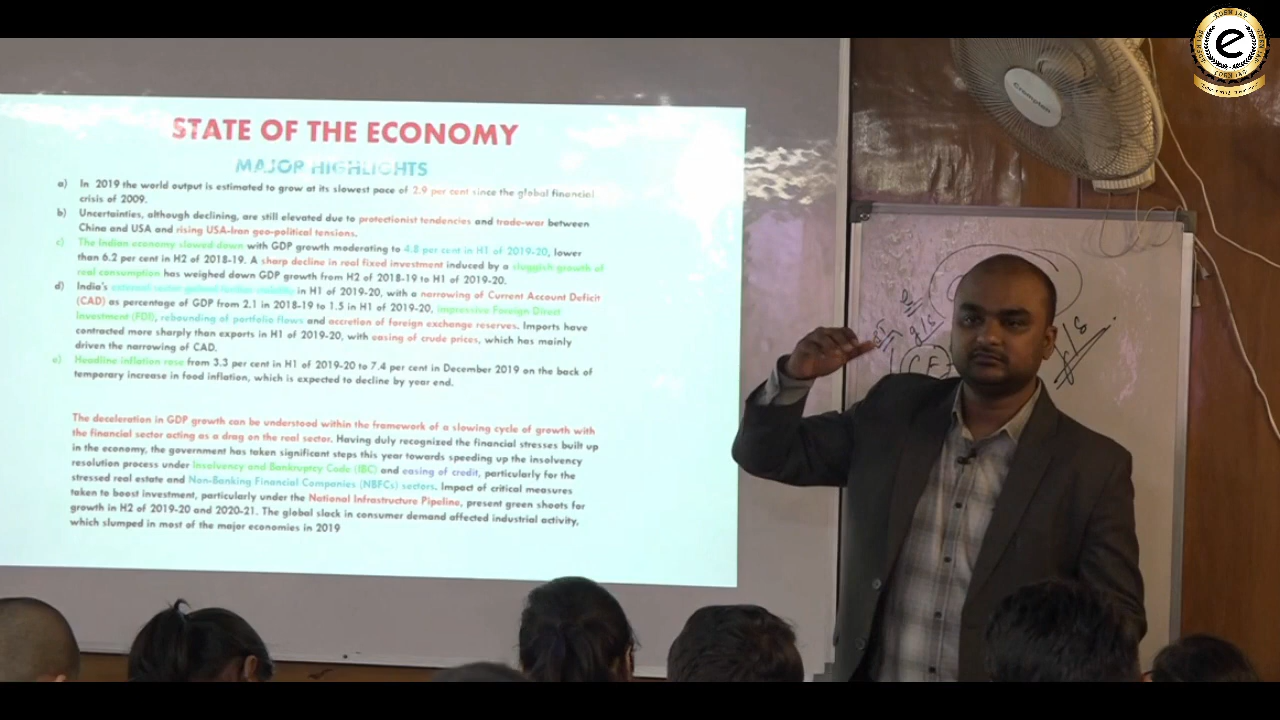 STATE OF THE ECONOMY
MAJOR HIGHLIGHTS
a) In 2019 the world output is estimated to grow at its slowest pace of 2.9 per cent since the global financial
crisis of 2009.
b) Uncertainties, although declining, are still elevated due to protectionist tendencies and trade-war between
China and USA and rising USA-Iran geo-political tensions.
c) The Indian economy slowed down with GDP growth moderating to 4.8 per cent in H1 of 2019-20, lower
than 6.2 per cent in H2 of 2018-19. A sharp decline in real fixed investment induced by a sluggish growth of
real consumption has weighed down GDP growth from H2 of 2018-19 to H1 of 2019-20.
d) India's external sector gained further stability in H1 of 2019-20, with a narrowing of Current Account Deficit
(CAD) as percentage of GDP from 2.1 in 2018-19 to 1.5 in H1 of 2019-20, impressive Foreign Direct
Investment (FDI), rebounding of portfolio flows and accretion of foreign exchange reserves. Imports have
contracted more sharply than exports in H1 of 2019-20, with easing of crude prices, which has mainly
driven the narrowing of CAD.
e) Headline inflation rose from 3.3 per cent in H1 of 2019-20 to 7.4 per cent in December 2019 on the back of
temporary increase in food inflation, which is expected to decline by year end.
The deceleration in GDP growth can be understood within the framework of a slowing cycle of growth with
the financial sector acting as a drag on the real sector. Having duly recognized the financial stresses built up
in the economy, the government has taken significant steps this year towards speeding up the insolvency
resolution process under Insolvency and Bankruptcy Code (IBC) and easing of credit, particularly for the
stressed real estate and Non-Banking Financial Companies (NBFCs) sectors. Impact of critical measures
taken to boost investment, particularly under the National Infrastructure Pipeline, present green shoots for
growth in H2 of 2019-20 and 2020-21. The global slack in consumer demand affected industrial activity,
which slumped in most of the major economies in 2019
Crompton
e
EDEN IAS